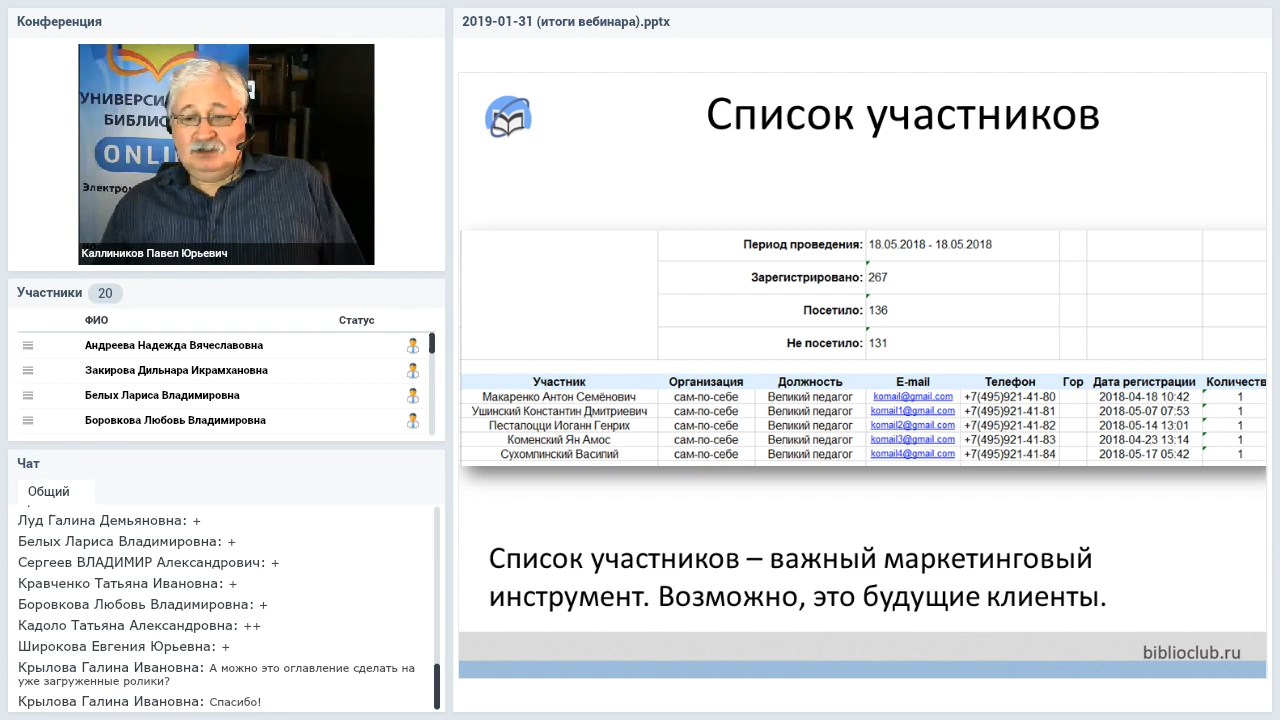 Конференция
УНИВЕРСИ
БИБЛИО
ONLI
Электрон
Каллиников Павел Юрьевич
Участники 20
ФИО Статус
Андреева Надежда Вячеславовна
Закирова Дильнара Икрамхановна
Белых Лариса Владимировна
Боровкова Любовь Владимировна
Чат
Общий
Луд Галина Демьяновна: +
Белых Лариса Владимировна: +
Сергеев ВЛАДИМИР Александрович: +
Кравченко Татьяна Ивановна: +
Боровкова Любовь Владимировна: +
Кадоло Татьяна Александровна: ++
Широкова Евгения Юрьевна: +
Крылова Галина Ивановна: А можно это оглавление сделать на
уже загруженные ролики?
Крылова Галина Ивановна: Спасибо!
2019-01-31 (итоги вебинара).pptx
Список участников
Период проведения: 18.05.2018 - 18.05.2018
Зарегистрировано: 267
Посетило: 136
Не посетило: 131
Участник Организация Должность E-mail Телефон Гор Дата регистрации Количеств
Макаренко Антон Семёнович сам-по-себе Великий педагог komail@gmail.com +7(495)921-41-80 2018-04-18 10:42 1
Ушинский Константин Дмитриевич сам-по-себе Великий педагог komail1@gmail.com +7(495)921-41-81 2018-05-07 07:53 1
Песталоцци Иоганн Генрих сам-по-себе Великий педагог komail2@gmail.com +7(495)921-41-82 2018-05-14 13:01 1
Коменский Ян Амос сам-по-себе Великий педагог komail3@gmail.com +7(495)921-41-83 2018-04-23 13:14 1
Сухомпинский Василий сам-по-себе Великий педагог komail4@gmail.com +7(495)921-41-84 2018-05-17 05:42 1
Список участников – важный маркетинговый
инструмент. Возможно, это будущие клиенты.
biblioclub.ru